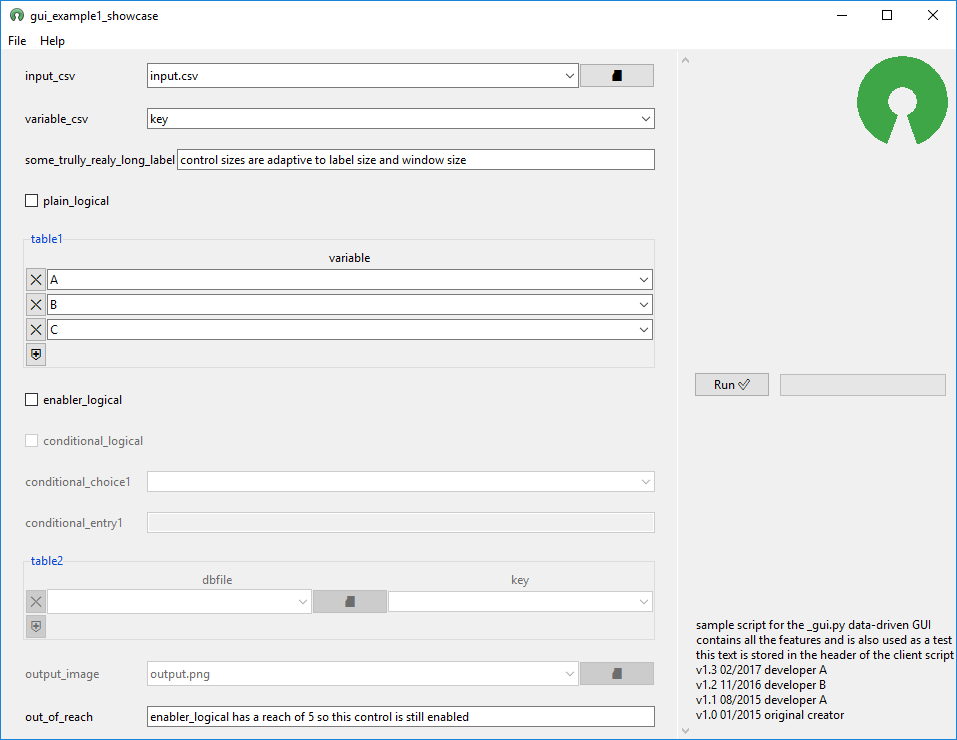 gui_example1_showcase
File Help
input_csv input.csv
variable_csv key
some_trully_realy_long_label control sizes are adaptive to label size and window size
plain_logical
table1
variable
A
B
C
Run
enabler_logical
conditional_logical
conditional_choice1
conditional_entry1
table2
dbfile key
output_image output.png
out_of_reach enabler_logical has a reach of 5 so this control is still enabled
sample script for the _gui.py data-driven GUI
contains all the features and is also used as a test
this text is stored in the header of the client script
v1.3 02/2017 developer A
v1.2 11/2016 developer B
v1.1 08/2015 developer A
v1.0 01/2015 original creator